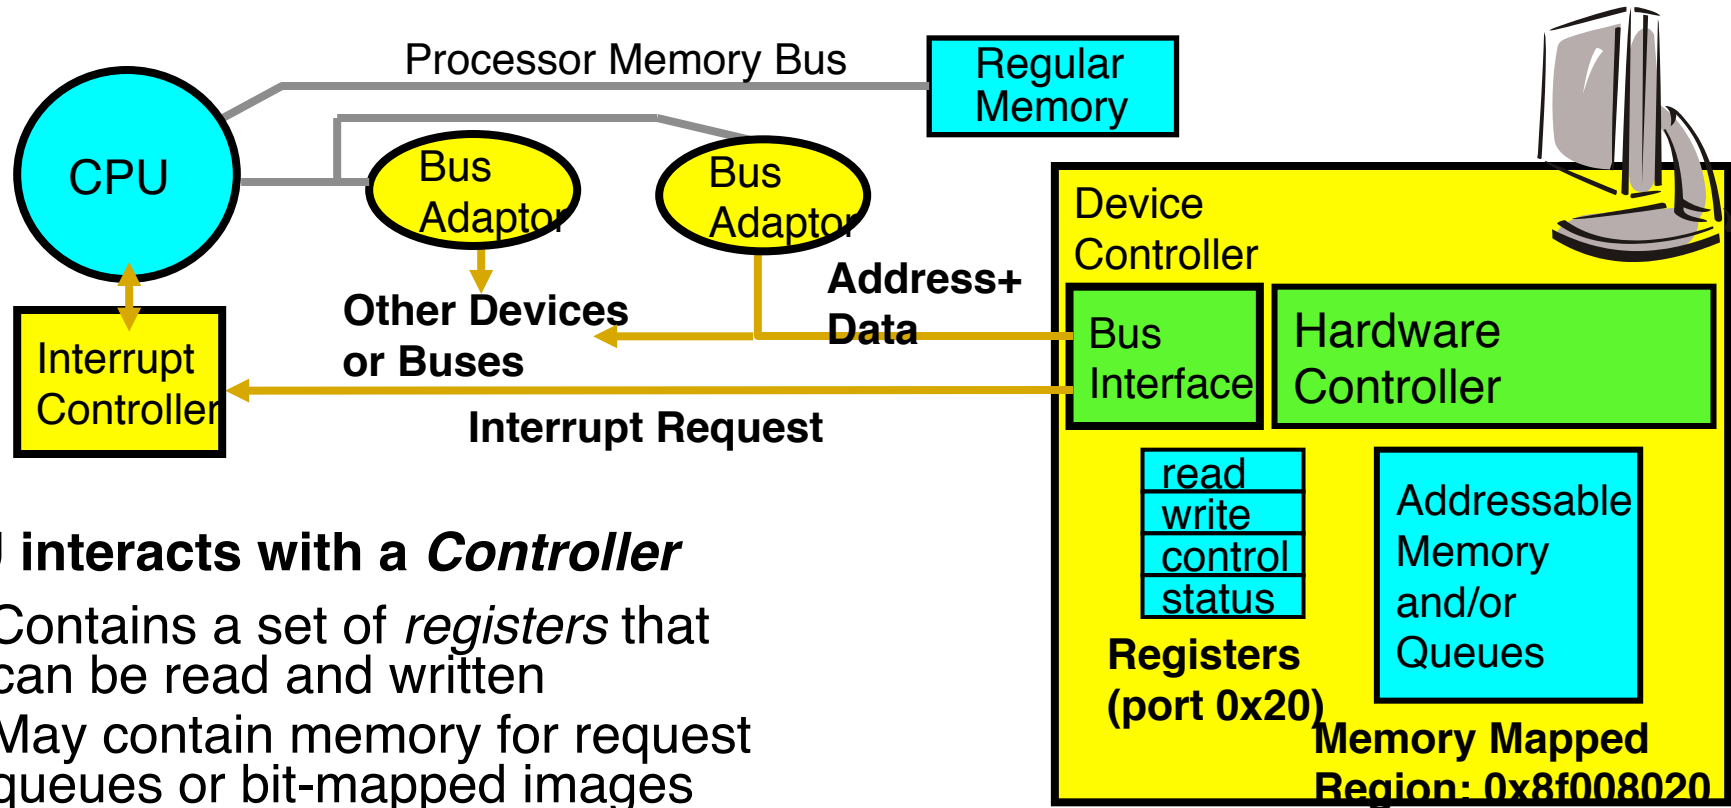 Processor Memory Bus
Regular
Memory
CPU
Bus
Adaptor
Bus
Adaptor
Device
Controller
Address+
Data
Other Devices
or Buses
Interrupt
Controller
Bus
Interface
Hardware
Controller
Interrupt Request
read
write
control
status
Addressable
Memory
and/or
Queues
Registers
(port 0x20)
Memory Mapped
Region: 0x8f008020
interacts with a Controller
Contains a set of registers that
can be read and written
May contain memory for request
queues or bit-mapped images